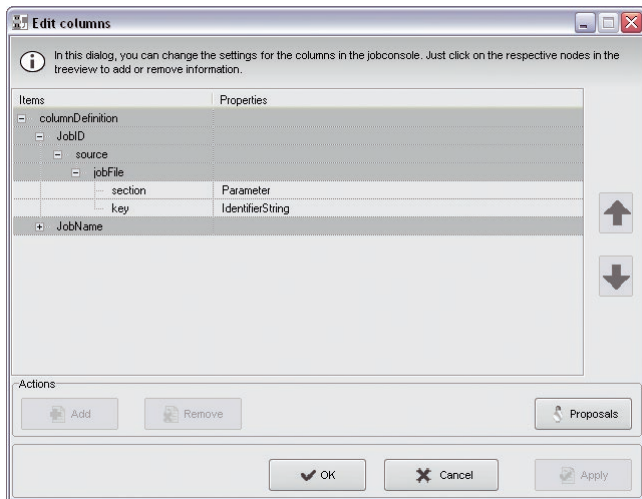 Edit columns
In this dialog, you can change the settings for the columns in the jobconsole. Just click on the respective nodes in the
treeview to add or remove information.
Items Properties
columnDefinition
JobID
source
jobFile
section Parameter
key IdentifierString
JobName
Actions
Add Remove Proposals
OK Cancel Apply